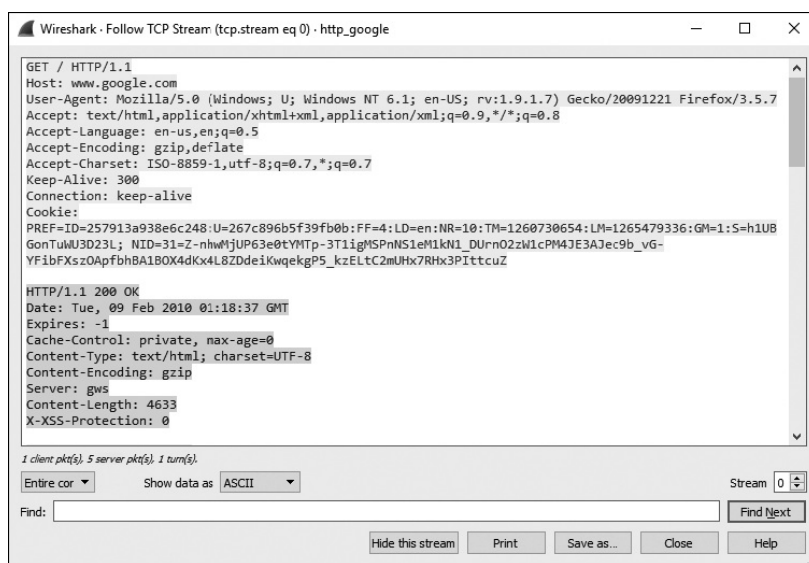 Wireshark · Follow TCP Stream (tcp.stream eq 0) · http_google
GET / HTTP/1.1
Host: www.google.com
User-Agent: Mozilla/5.0 (Windows; U; Windows NT 6.1; en-US; rv:1.9.1.7) Gecko/20091221 Firefox/3.5.7
Accept: text/html,application/xhtml+xml,application/xml;q=0.9,*/*;q=0.8
Accept-Language: en-us,en;q=0.5
Accept-Encoding: gzip,deflate
Accept-Charset: ISO-8859-1,utf-8;q=0.7,*;q=0.7
Keep-Alive: 300
Connection: keep-alive
Cookie:
PREF=ID=257913a938e6c248:U=267c896b5f39fb0b:FF=4:LD=en:NR=10:TM=1260730654:LM=1265479336:GM=1:S=h1UB
GonTuWU3D23L; NID=31=Z-nhwMjUP63e0tYMTp-3T1igMSPnNS1eM1kN1_DUrnO2zW1cPM4JE3AJec9b_vG-
YFibFXszOApfbhBA1BOX4dKx4L8ZDdeiKwqekgP5_kzELtC2mUHx7RHx3PIttcuZ
HTTP/1.1 200 OK
Date: Tue, 09 Feb 2010 01:18:37 GMT
Expires: -1
Cache-Control: private, max-age=0
Content-Type: text/html; charset=UTF-8
Content-Encoding: gzip
Server: gws
Content-Length: 4633
X-XSS-Protection: 0
1 client pkt(s), 5 server pkt(s), 1 turn(s).
Entire cor Show data as ASCII Stream 0
Find: Find Next
Hide this stream Print Save as... Close Help